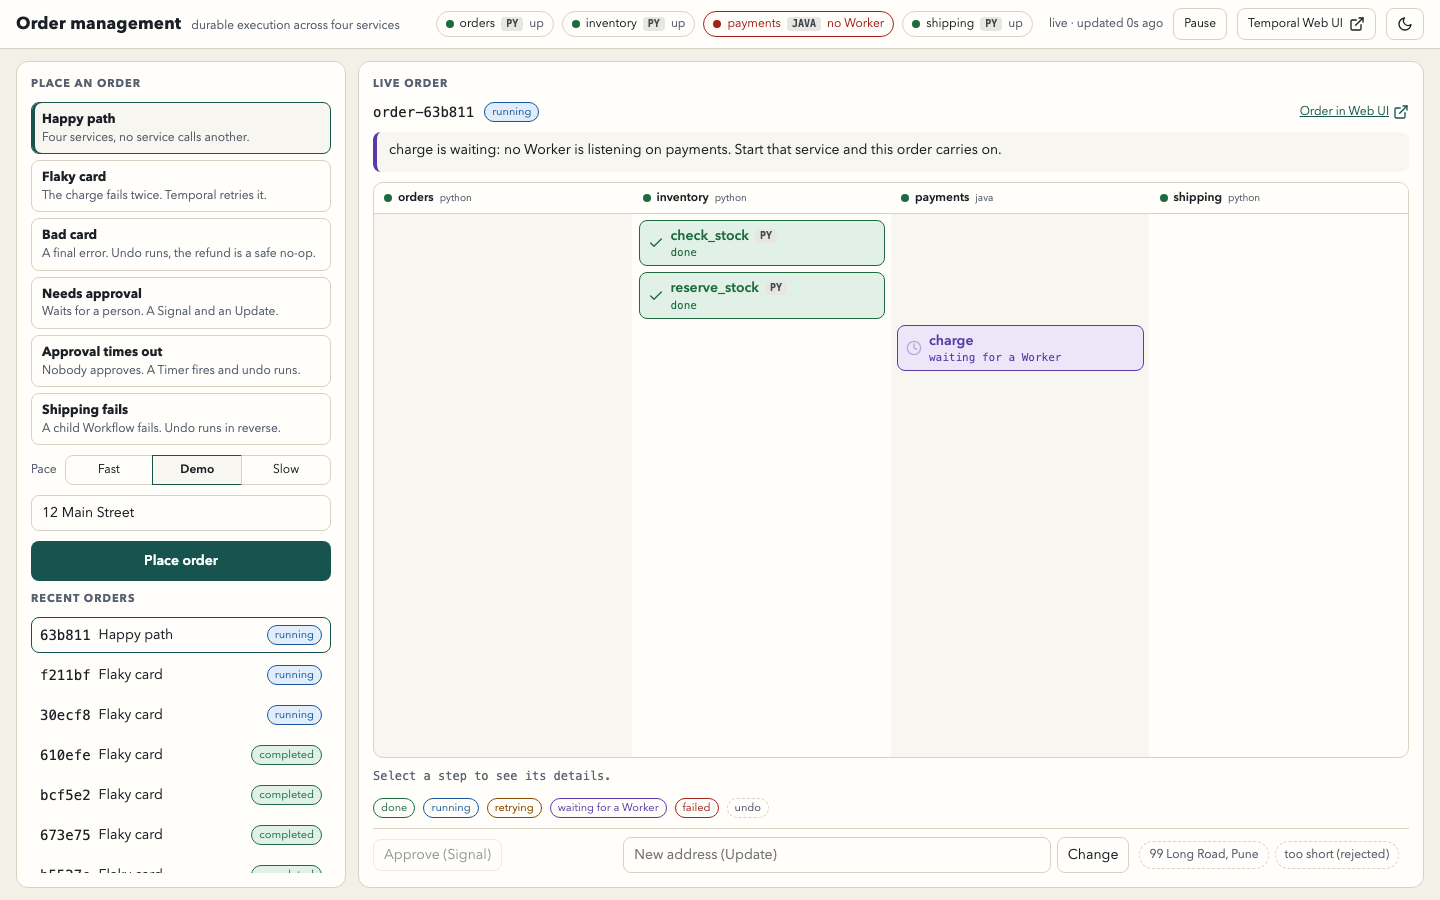 Order management durable execution across four services
orders PY up
inventory PY up
payments JAVA no Worker
shipping PY up
live · updated 0s ago
Pause
Temporal Web UI
PLACE AN ORDER
Happy path
Four services, no service calls another.
Flaky card
The charge fails twice. Temporal retries it.
Bad card
A final error. Undo runs, the refund is a safe no-op.
Needs approval
Waits for a person. A Signal and an Update.
Approval times out
Nobody approves. A Timer fires and undo runs.
Shipping fails
A child Workflow fails. Undo runs in reverse.
Pace Fast Demo Slow
12 Main Street
Place order
RECENT ORDERS
63b811 Happy path running
f211bf Flaky card running
30ecf8 Flaky card running
610efe Flaky card completed
bcf5e2 Flaky card completed
673e75 Flaky card completed
LIVE ORDER
order-63b811 running
Order in Web UI
charge is waiting: no Worker is listening on payments. Start that service and this order carries on.
orders python
inventory python
payments java
shipping python
check_stock PY
done
reserve_stock PY
done
charge
waiting for a Worker
Select a step to see its details.
done running retrying waiting for a Worker failed undo
Approve (Signal)
New address (Update)
Change
99 Long Road, Pune
too short (rejected)